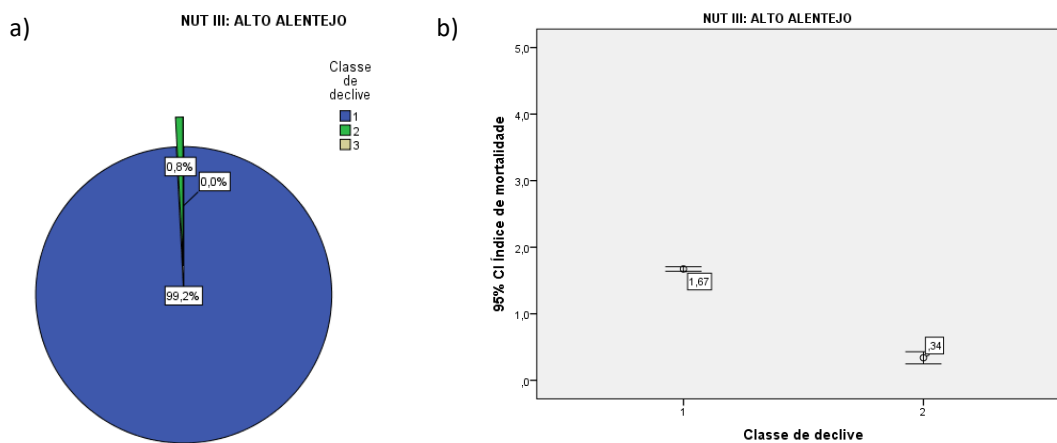 a)
NUT III: ALTO ALENTEJO
Classe
de
declive
1
2
3
0,8%
0,0%
99,2%
b)
NUT III: ALTO ALENTEJO
95% CI Índice de mortalidade
5,0
4,0
3,0
2,0
1,0
,0
1,67
,34
1
2
Classe de declive